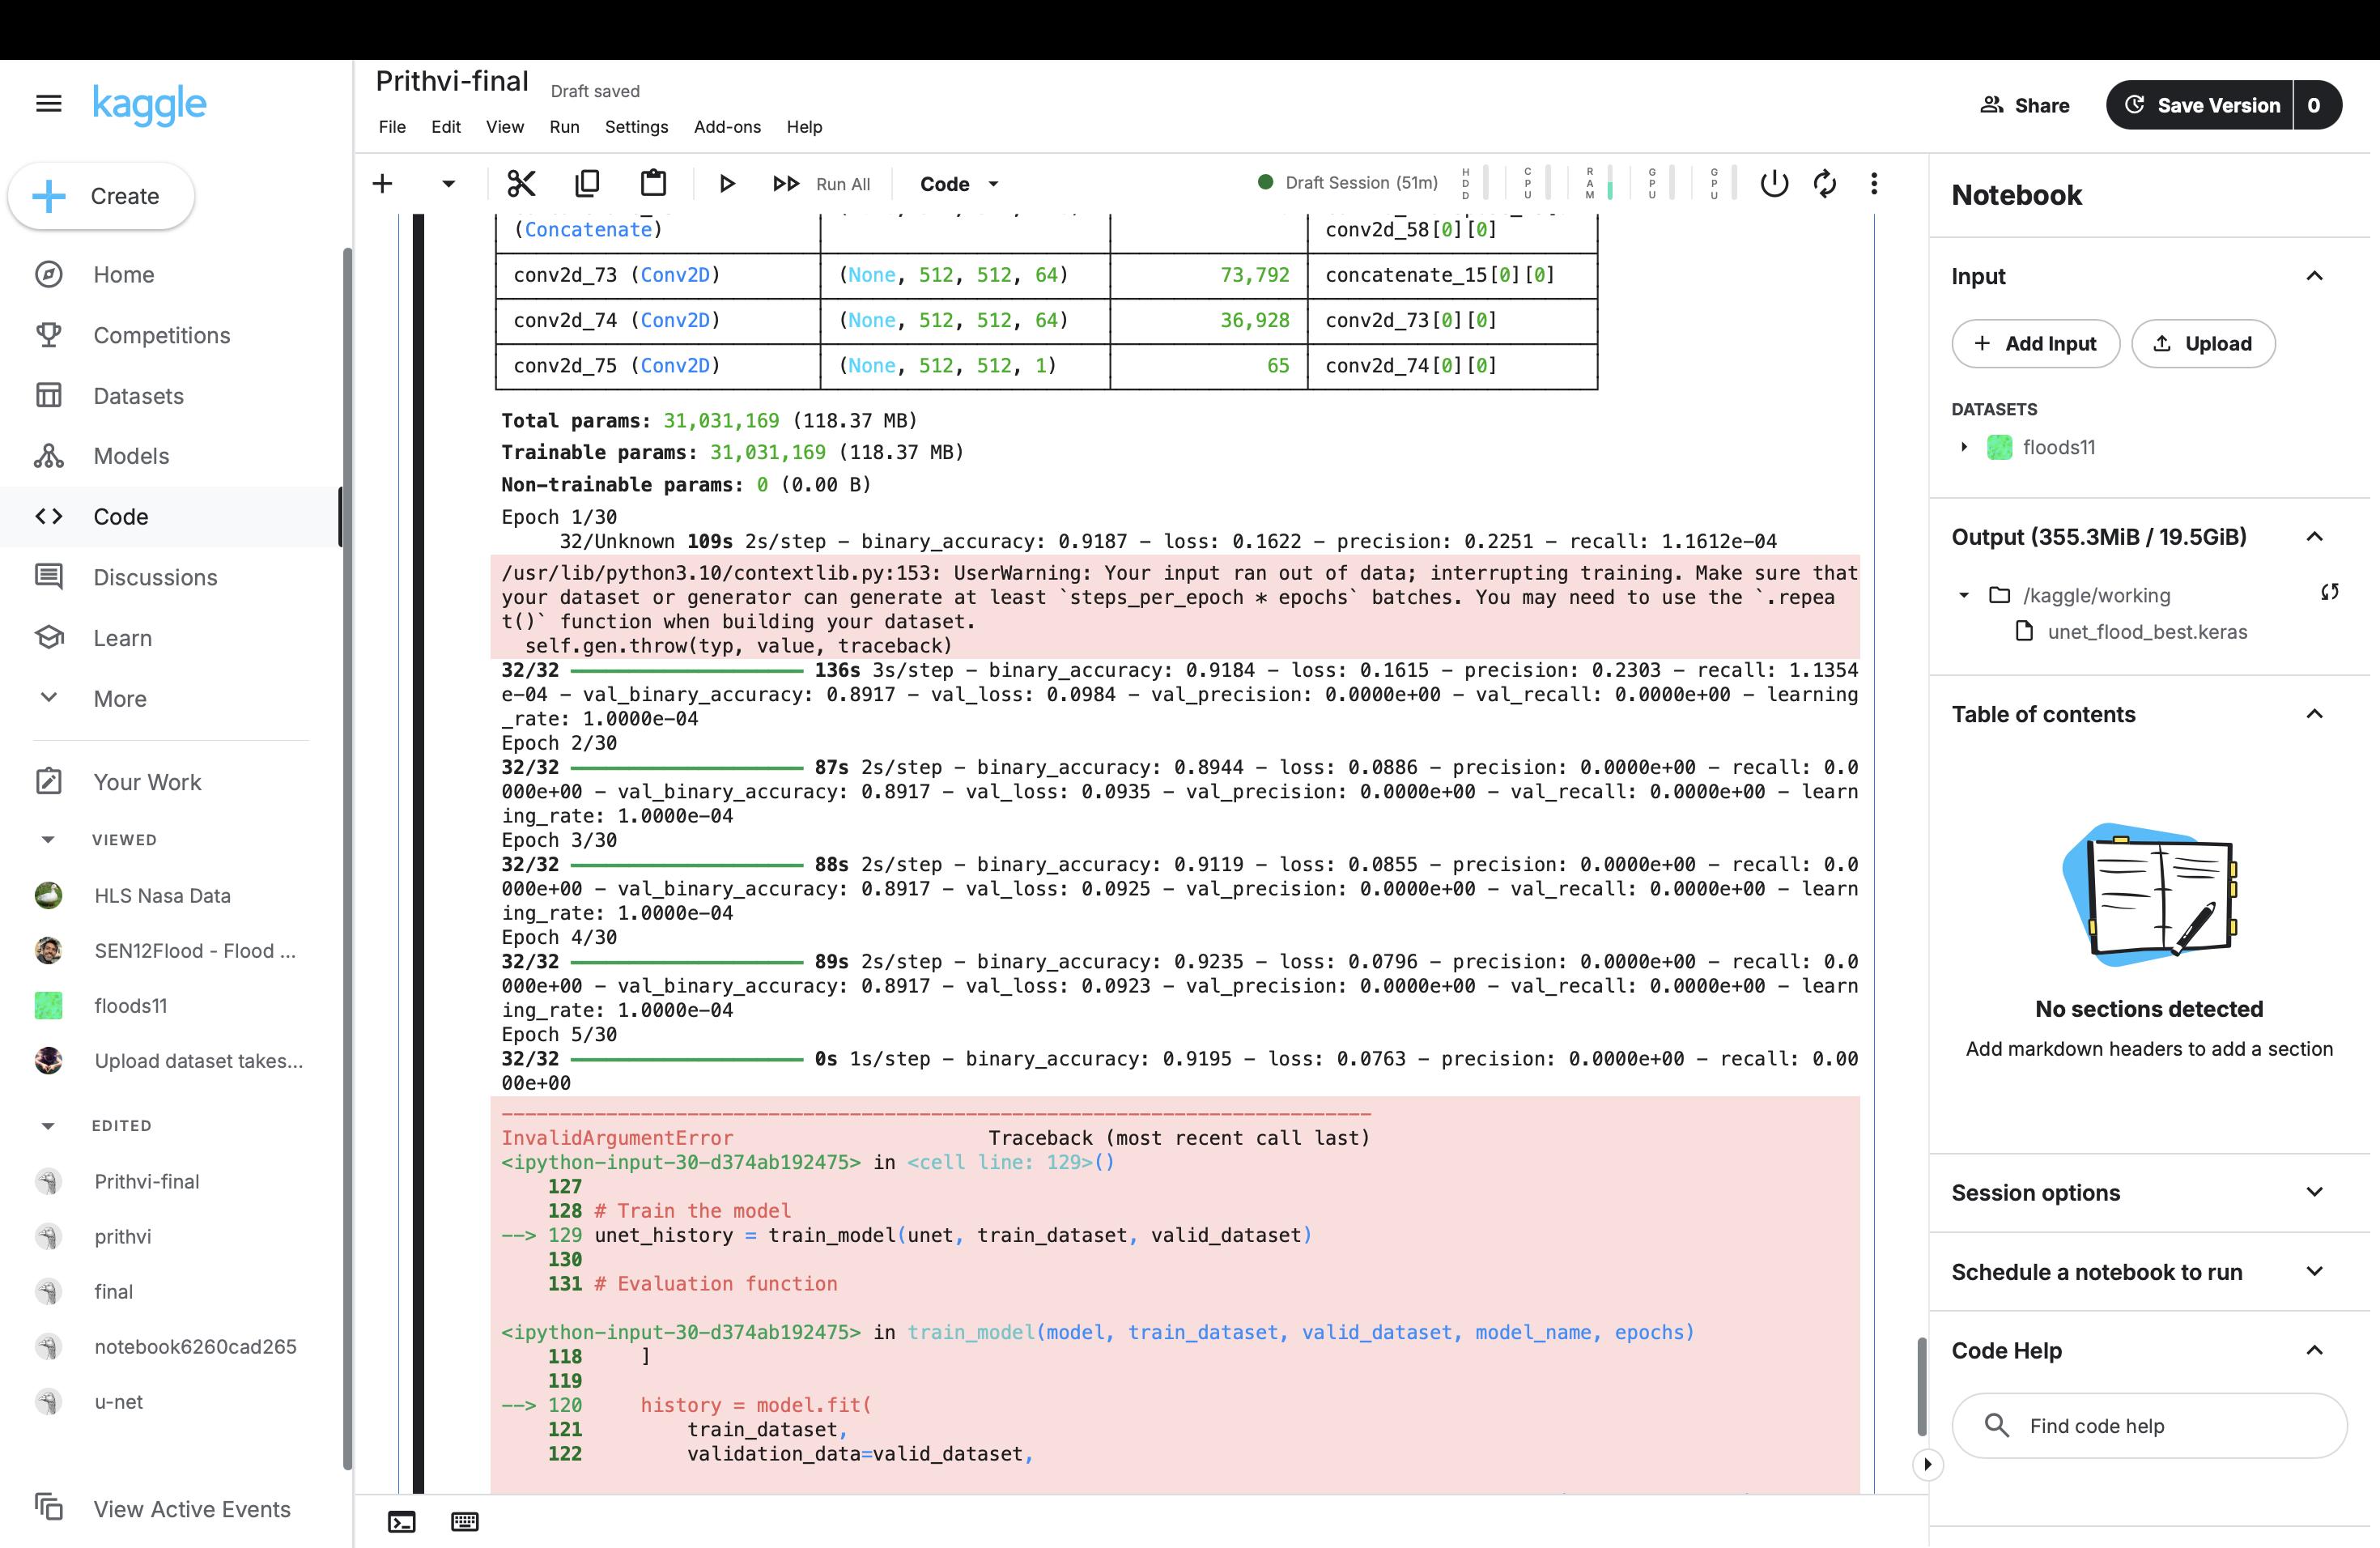 Prithvi-final
Draft saved
kaggle
File Edit View Run Settings Add-ons Help
Share
Save Version 0
Create
Home
Competitions
Datasets
Models
Code
Discussions
Learn
More
Your Work
VIEWED
HLS Nasa Data
SEN12Flood - Flood ...
floods11
Upload dataset takes...
EDITED
Prithvi-final
prithvi
final
notebook6260cad265
u-net
View Active Events
Run All
Code
Draft Session (51m)
HDD
CPU
RAM
GPU
GPU
(Concatenate) conv2d_58[0][0]
conv2d_73 (Conv2D) (None, 512, 512, 64) 73,792 concatenate_15[0][0]
conv2d_74 (Conv2D) (None, 512, 512, 64) 36,928 conv2d_73[0][0]
conv2d_75 (Conv2D) (None, 512, 512, 1) 65 conv2d_74[0][0]
Total params: 31,031,169 (118.37 MB)
Trainable params: 31,031,169 (118.37 MB)
Non-trainable params: 0 (0.00 B)
Epoch 1/30
32/Unknown 109s 2s/step - binary_accuracy: 0.9187 - loss: 0.1622 - precision: 0.2251 - recall: 1.1612e-04
/usr/lib/python3.10/contextlib.py:153: UserWarning: Your input ran out of data; interrupting training. Make sure that
your dataset or generator can generate at least `steps_per_epoch * epochs` batches. You may need to use the `.repea
t()` function when building your dataset.
self.gen.throw(typ, value, traceback)
32/32 136s 3s/step - binary_accuracy: 0.9184 - loss: 0.1615 - precision: 0.2303 - recall: 1.1354
e-04 - val_binary_accuracy: 0.8917 - val_loss: 0.0984 - val_precision: 0.0000e+00 - val_recall: 0.0000e+00 - learning
_rate: 1.0000e-04
Epoch 2/30
32/32 87s 2s/step - binary_accuracy: 0.8944 - loss: 0.0886 - precision: 0.0000e+00 - recall: 0.0
000e+00 - val_binary_accuracy: 0.8917 - val_loss: 0.0935 - val_precision: 0.0000e+00 - val_recall: 0.0000e+00 - learn
ing_rate: 1.0000e-04
Epoch 3/30
32/32 88s 2s/step - binary_accuracy: 0.9119 - loss: 0.0855 - precision: 0.0000e+00 - recall: 0.0
000e+00 - val_binary_accuracy: 0.8917 - val_loss: 0.0925 - val_precision: 0.0000e+00 - val_recall: 0.0000e+00 - learn
ing_rate: 1.0000e-04
Epoch 4/30
32/32 89s 2s/step - binary_accuracy: 0.9235 - loss: 0.0796 - precision: 0.0000e+00 - recall: 0.0
000e+00 - val_binary_accuracy: 0.8917 - val_loss: 0.0923 - val_precision: 0.0000e+00 - val_recall: 0.0000e+00 - learn
ing_rate: 1.0000e-04
Epoch 5/30
32/32 0s 1s/step - binary_accuracy: 0.9195 - loss: 0.0763 - precision: 0.0000e+00 - recall: 0.00
00e+00
InvalidArgumentError Traceback (most recent call last)
<ipython-input-30-d374ab192475> in <cell line: 129>()
127
128 # Train the model
--> 129 unet_history = train_model(unet, train_dataset, valid_dataset)
130
131 # Evaluation function
<ipython-input-30-d374ab192475> in train_model(model, train_dataset, valid_dataset, model_name, epochs)
118 ]
119
--> 120 history = model.fit(
121 train_dataset,
122 validation_data=valid_dataset,
Notebook
Input
Add Input
Upload
DATASETS
floods11
Output (355.3MiB / 19.5GiB)
/kaggle/working
unet_flood_best.keras
Table of contents
No sections detected
Add markdown headers to add a section
Session options
Schedule a notebook to run
Code Help
Find code help